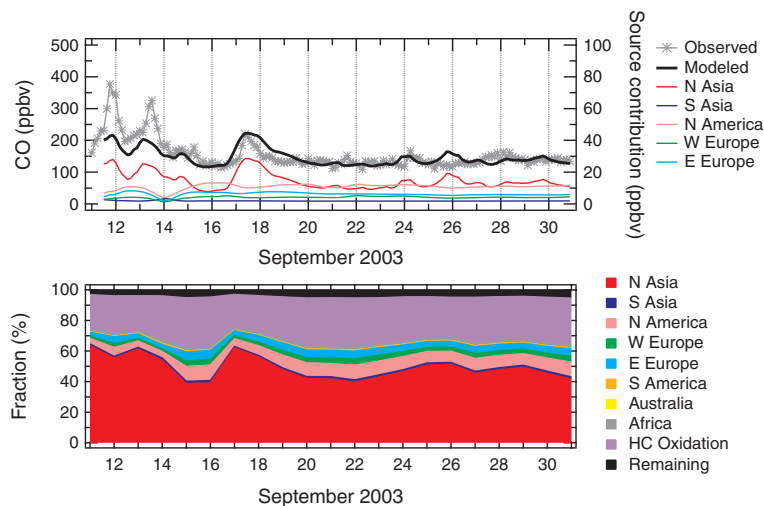 500
400
300
200
100
0
CO (ppbv)
100
80
60
40
20
0
Source contribution (ppbv)
12 14 16 18 20 22 24 26 28 30
September 2003
Observed
Modeled
N Asia
S Asia
N America
W Europe
E Europe
100
80
60
40
20
0
Fraction (%)
12 14 16 18 20 22 24 26 28 30
September 2003
N Asia
S Asia
N America
W Europe
E Europe
S America
Australia
Africa
HC Oxidation
Remaining